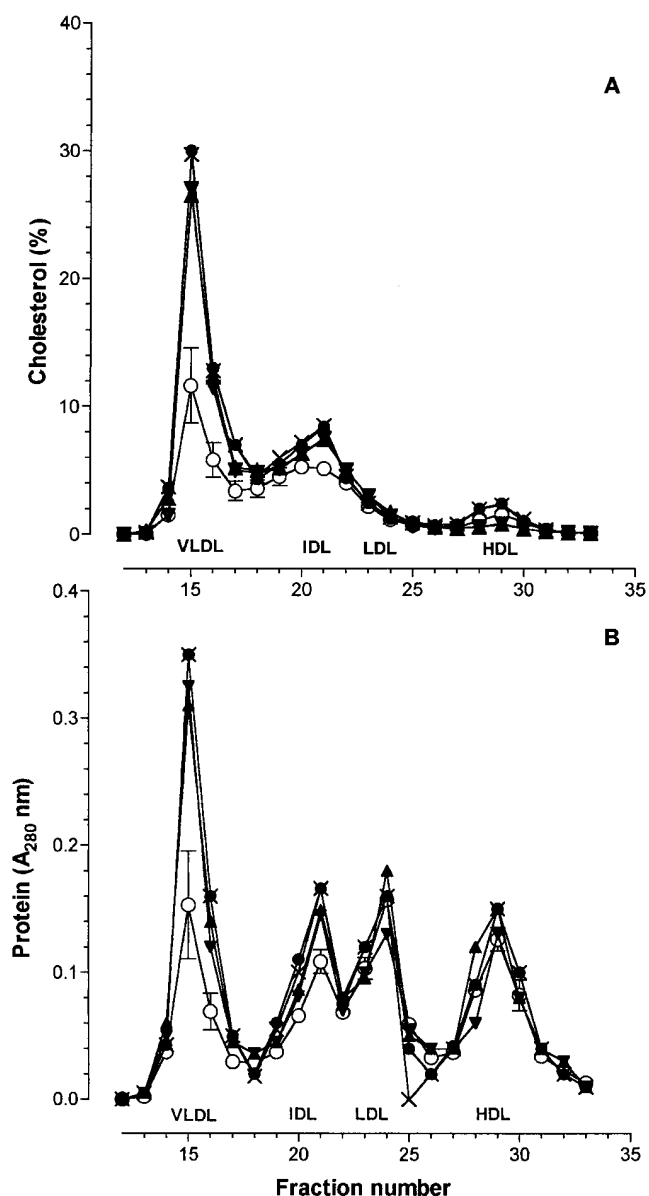 A
Cholesterol (%)
40
30
20
10
0
VLDL IDL LDL HDL
15 20 25 30 35
B
Protein (A280 nm)
0.4
0.3
0.2
0.1
0.0
VLDL IDL LDL HDL
15 20 25 30 35
Fraction number